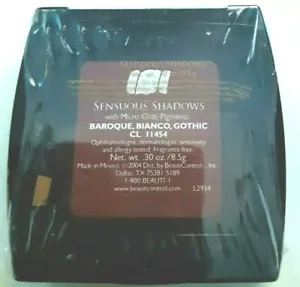 SENSUOUS SHADOWS
SENSUOUS SHADOWS
with Micro-Glide Pigments
BAROQUE, BIANCO, GOTHIC
CL 11454
Ophthalmologist, dermatologist, sensitivity
and allergy tested. Fragrance-free.
Net. wt. .30 oz./8.5g
Made in Mexico © 2004 Dist. by BeautiControl, Inc.
Dallas, TX 75381-5189
1-800-BEAUTI-1
www.beauticontrol.com L2934